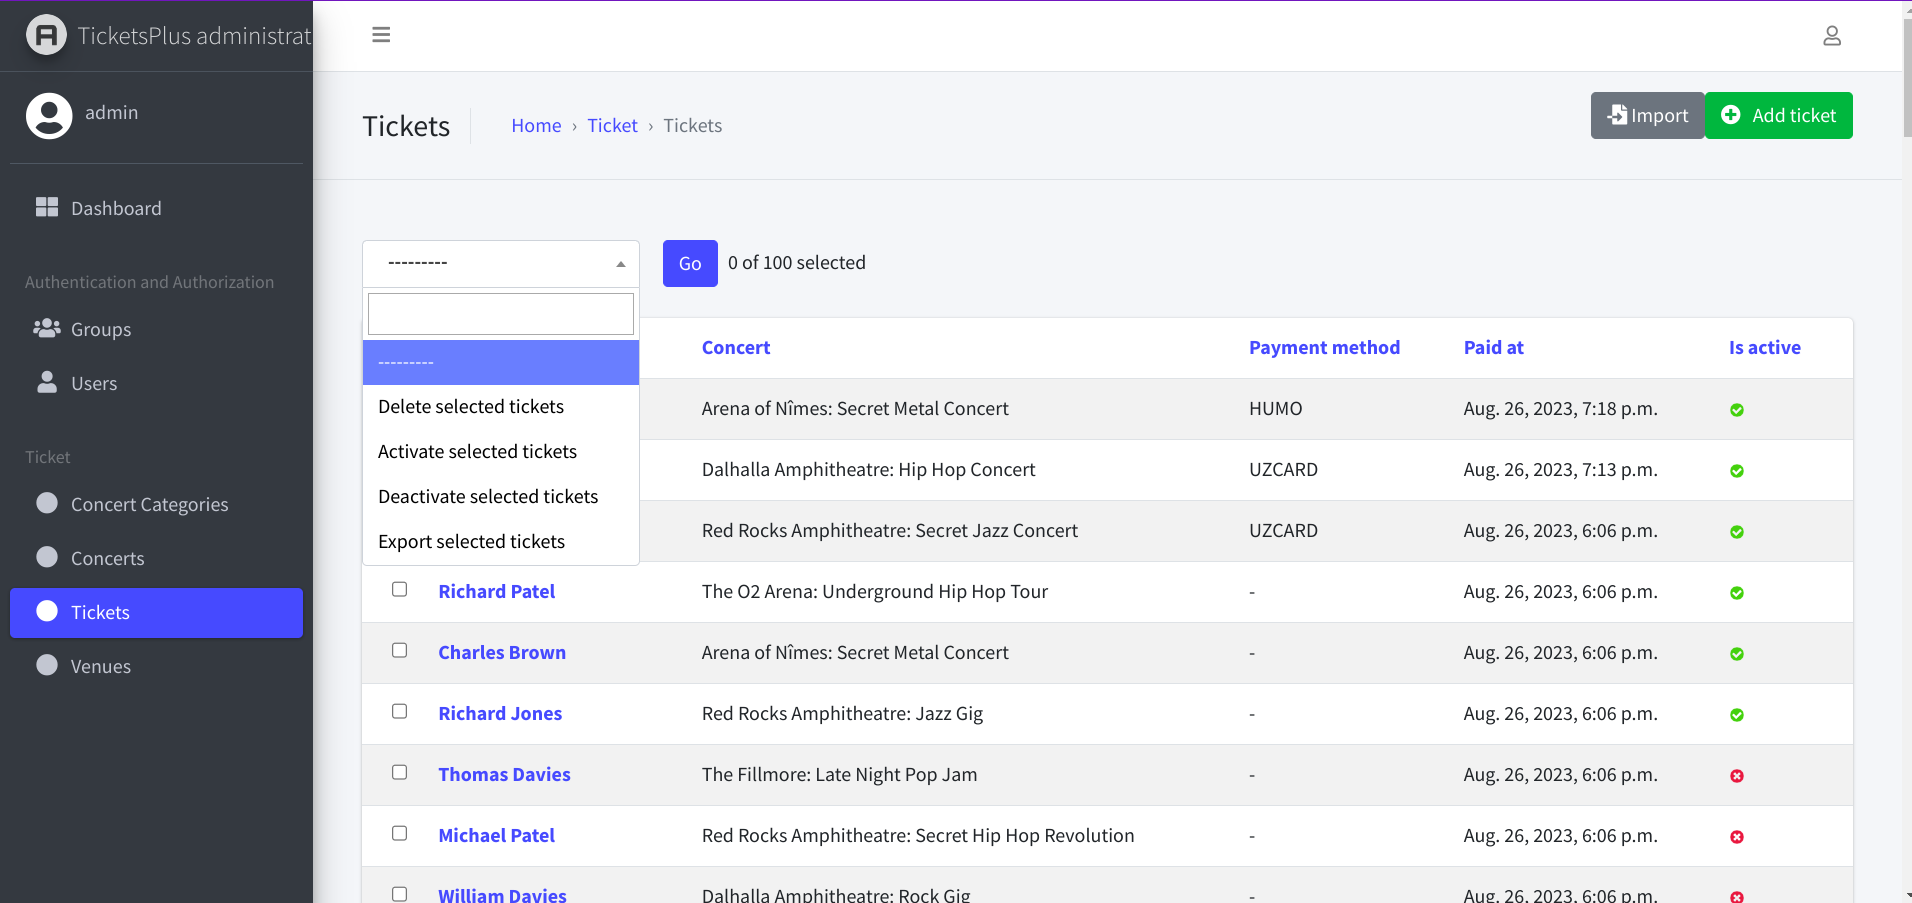 TicketsPlus administrat
admin
Dashboard
Authentication and Authorization
Groups
Users
Ticket
Concert Categories
Concerts
Tickets
Venues
Tickets
Home › Ticket › Tickets
Import
Add ticket
---------
Go
0 of 100 selected
---------
Delete selected tickets
Activate selected tickets
Deactivate selected tickets
Export selected tickets
Concert Payment method Paid at Is active
Arena of Nîmes: Secret Metal Concert HUMO Aug. 26, 2023, 7:18 p.m.
Dalhalla Amphitheatre: Hip Hop Concert UZCARD Aug. 26, 2023, 7:13 p.m.
Red Rocks Amphitheatre: Secret Jazz Concert UZCARD Aug. 26, 2023, 6:06 p.m.
Richard Patel The O2 Arena: Underground Hip Hop Tour - Aug. 26, 2023, 6:06 p.m.
Charles Brown Arena of Nîmes: Secret Metal Concert - Aug. 26, 2023, 6:06 p.m.
Richard Jones Red Rocks Amphitheatre: Jazz Gig - Aug. 26, 2023, 6:06 p.m.
Thomas Davies The Fillmore: Late Night Pop Jam - Aug. 26, 2023, 6:06 p.m.
Michael Patel Red Rocks Amphitheatre: Secret Hip Hop Revolution - Aug. 26, 2023, 6:06 p.m.
William Davies Dalhalla Amphitheatre: Rock Gig - Aug. 26, 2023, 6:06 p.m.